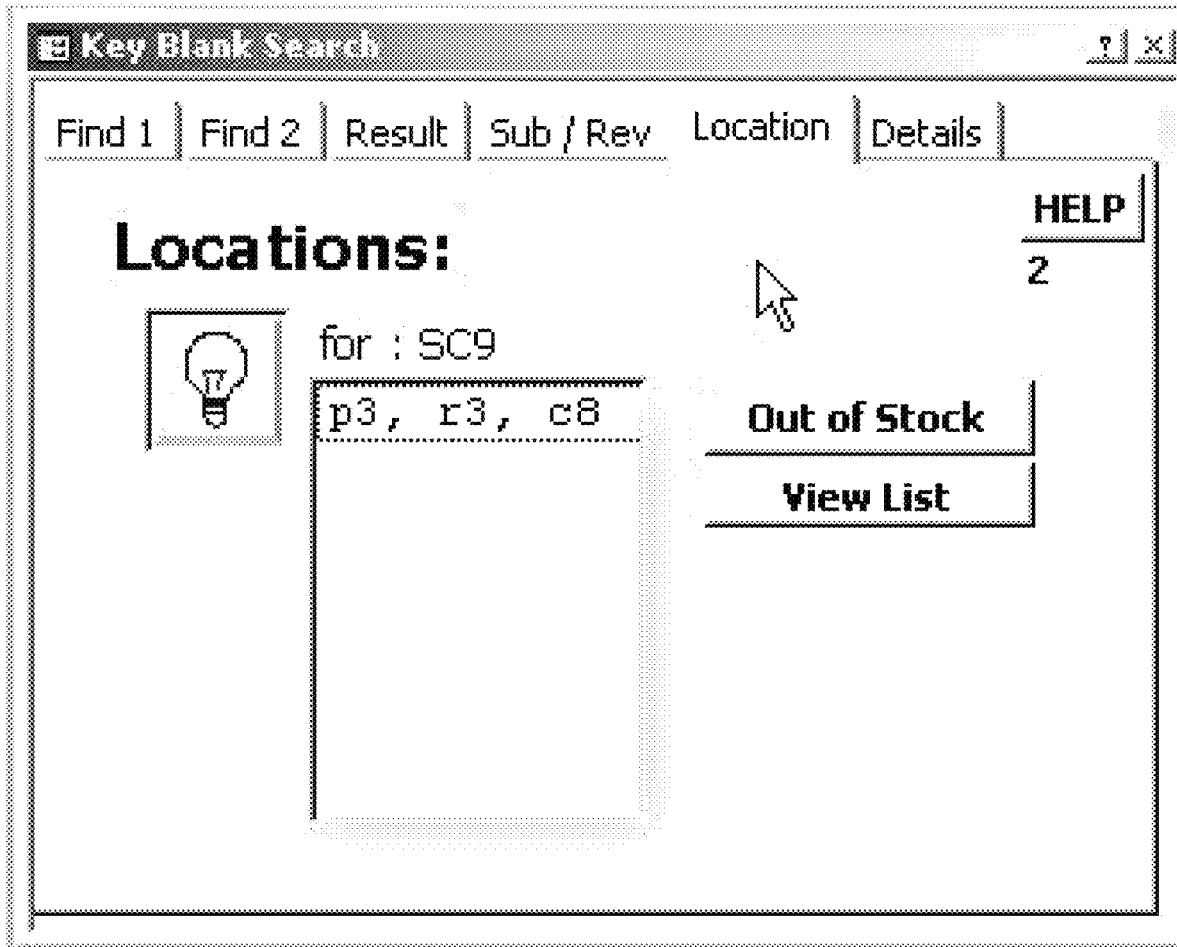 Key Blank Search ? ×
Find 1 Find 2 Result Sub / Rev Location Details
HELP
Locations:
2
for : SC9
p3, r3, c8
Out of Stock
View List